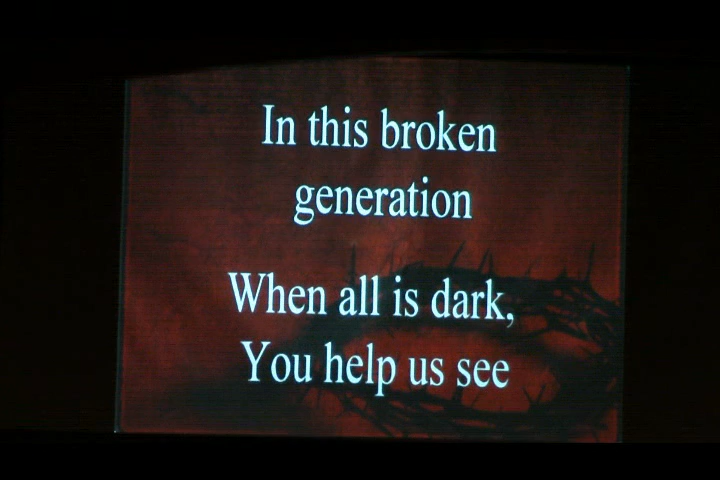 In this broken
generation
When all is dark,
You help us see